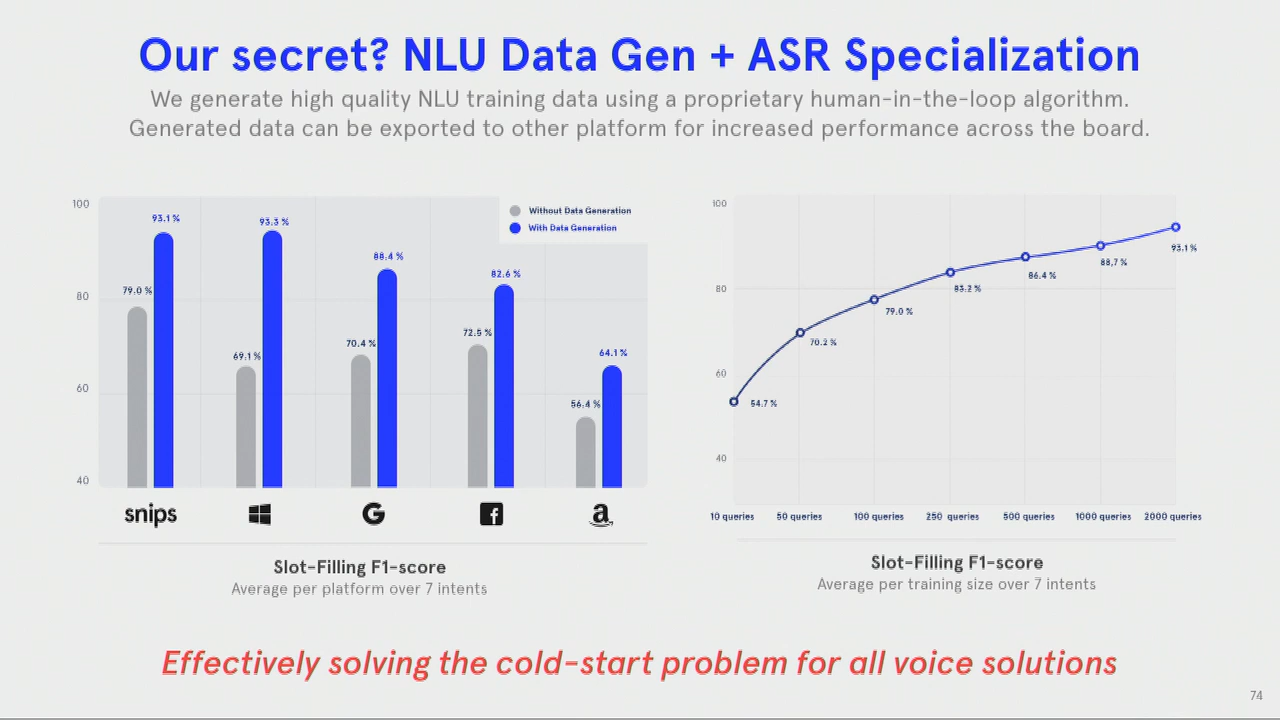 Our secret? NLU Data Gen + ASR Specialization
We generate high quality NLU training data using a proprietary human-in-the-loop algorithm.
Generated data can be exported to other platform for increased performance across the board.
100
80
60
40
Without Data Generation
With Data Generation
79.0 %
93.1 %
69.1 %
93.3 %
70.4 %
88.4 %
72.5 %
82.6 %
56.4 %
64.1 %
snips
G
f
a
Slot-Filling F1-score
Average per platform over 7 intents
100
80
60
40
54.7 %
70.2 %
79.0 %
83.2 %
86.4 %
88,7 %
93.1 %
10 queries
50 queries
100 queries
250 queries
500 queries
1000 queries
2000 queries
Slot-Filling F1-score
Average per training size over 7 intents
Effectively solving the cold-start problem for all voice solutions
74